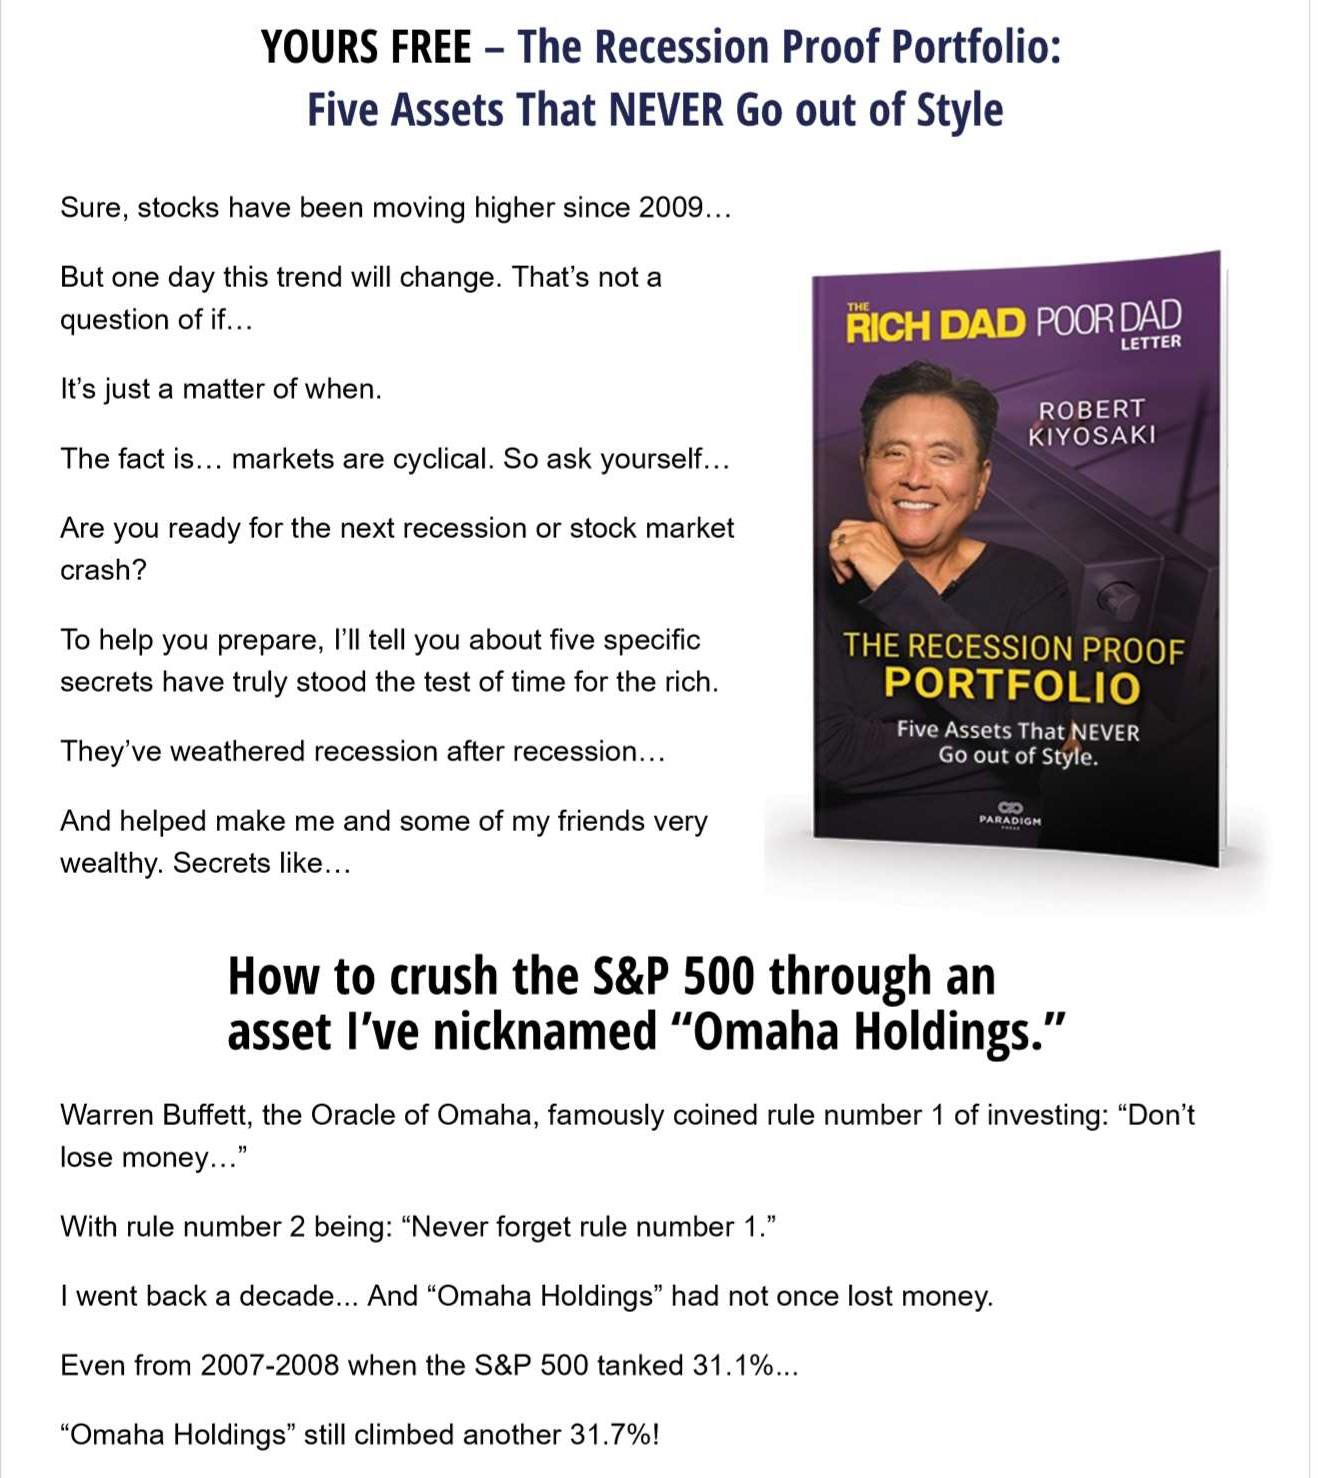 YOURS FREE – The Recession Proof Portfolio:
Five Assets That NEVER Go out of Style
Sure, stocks have been moving higher since 2009…
But one day this trend will change. That’s not a
question of if…
It’s just a matter of when.
The fact is… markets are cyclical. So ask yourself…
Are you ready for the next recession or stock market
crash?
To help you prepare, I’ll tell you about five specific
secrets have truly stood the test of time for the rich.
They’ve weathered recession after recession…
And helped make me and some of my friends very
wealthy. Secrets like…
THE
RICH DAD POOR DAD
LETTER
ROBERT
KIYOSAKI
THE RECESSION PROOF
PORTFOLIO
Five Assets That NEVER
Go out of Style.
PARADIGM
How to crush the S&P 500 through an
asset I’ve nicknamed “Omaha Holdings.”
Warren Buffett, the Oracle of Omaha, famously coined rule number 1 of investing: “Don’t
lose money…”
With rule number 2 being: “Never forget rule number 1.”
I went back a decade... And “Omaha Holdings” had not once lost money.
Even from 2007-2008 when the S&P 500 tanked 31.1%...
“Omaha Holdings” still climbed another 31.7%!